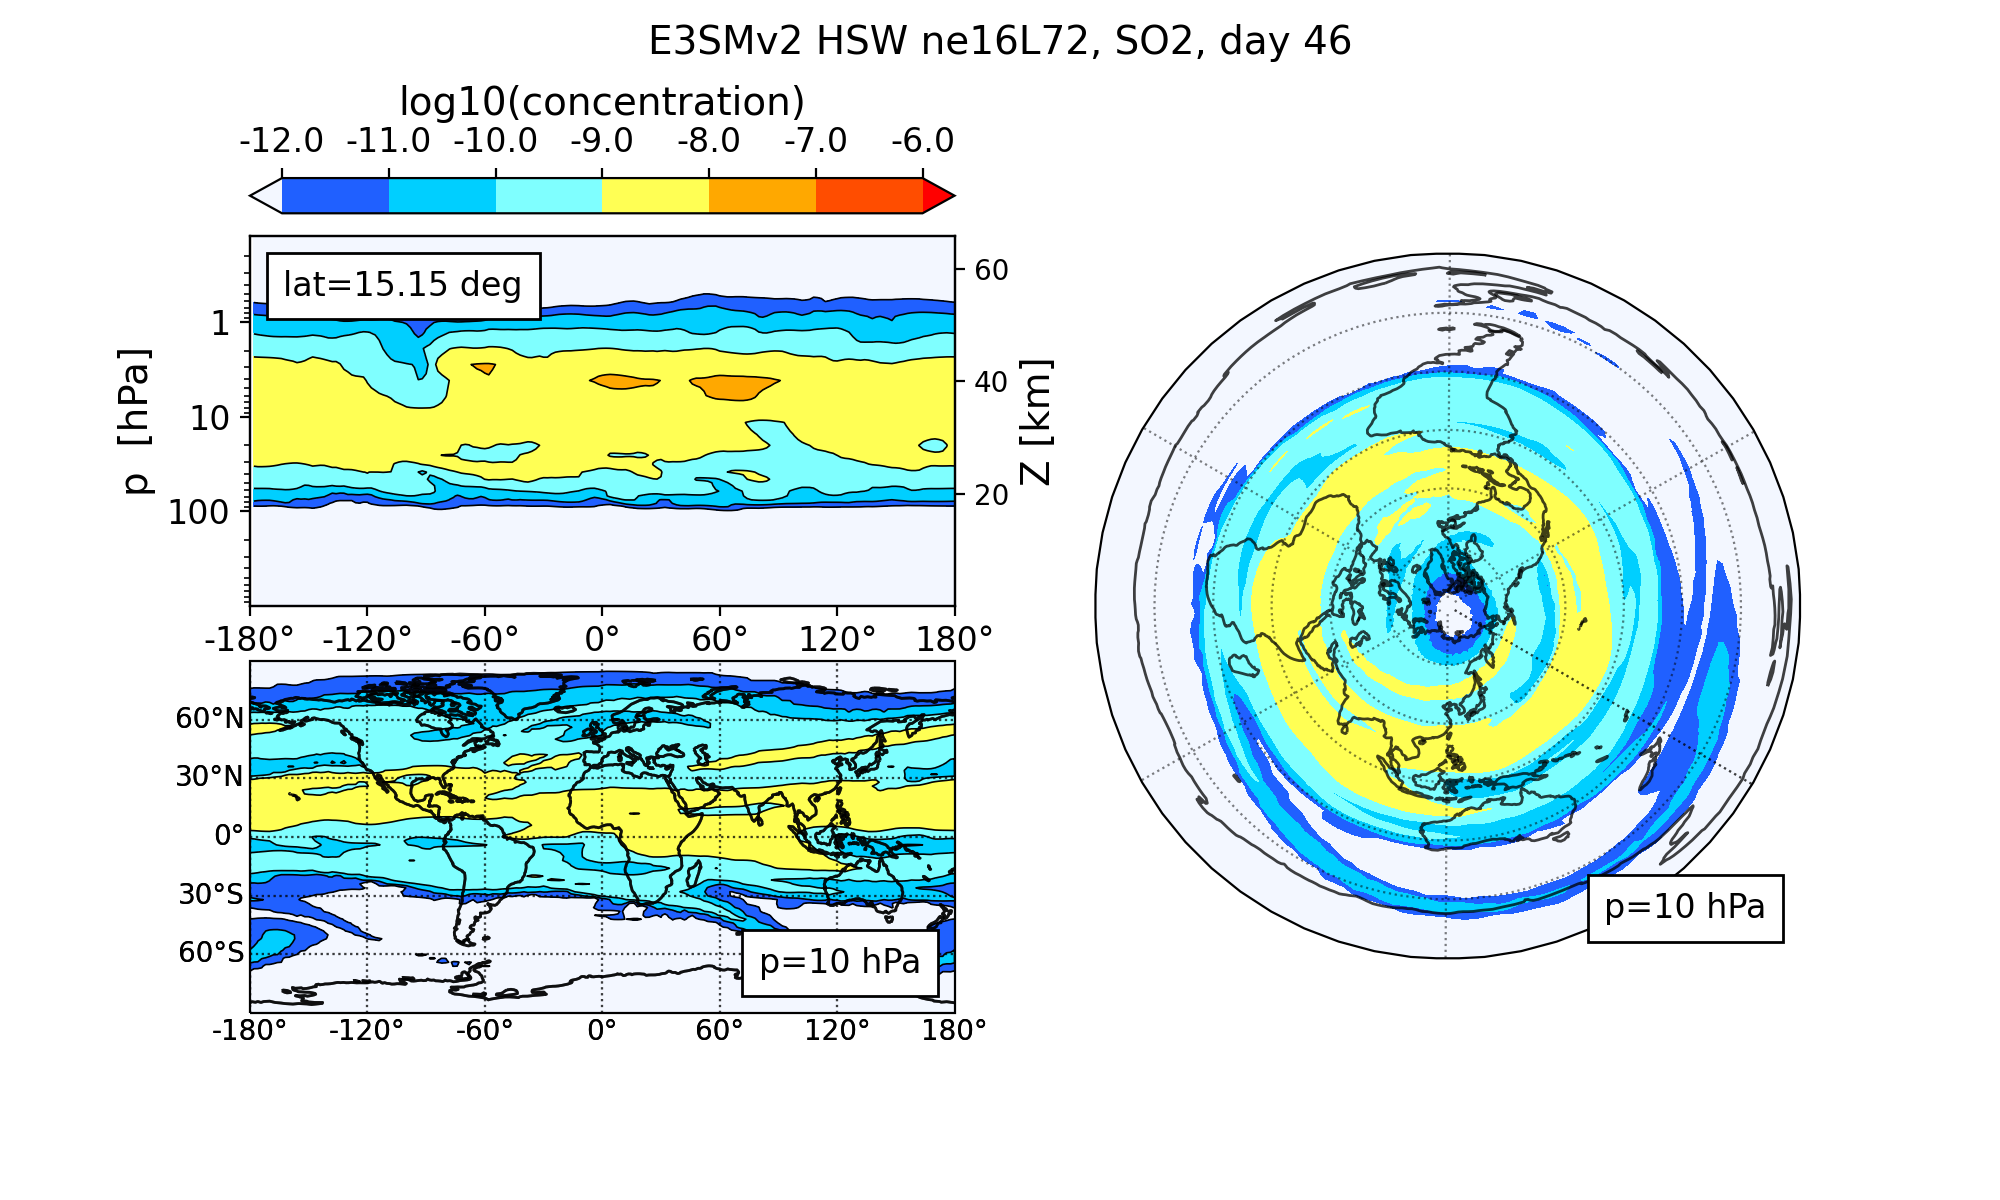 E3SMv2 HSW ne16L72, SO2, day 46
log10(concentration)
-12.0 -11.0 -10.0 -9.0 -8.0 -7.0 -6.0
lat=15.15 deg
p [hPa]
1
10
100
60
40
20
Z [km]
-180° -120° -60° 0° 60° 120° 180°
60°N
30°N
0°
30°S
60°S
p=10 hPa
-180° -120° -60° 0° 60° 120° 180°
p=10 hPa